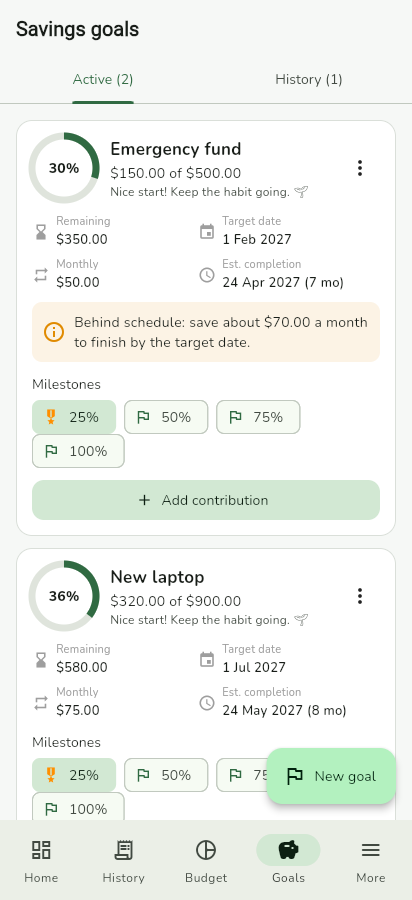 Savings goals
Active (2)
History (1)
30%
Emergency fund
$150.00 of $500.00
Nice start! Keep the habit going.
Remaining
$350.00
Target date
1 Feb 2027
Monthly
$50.00
Est. completion
24 Apr 2027 (7 mo)
Behind schedule: save about $70.00 a month
to finish by the target date.
Milestones
25%
50%
75%
100%
Add contribution
36%
New laptop
$320.00 of $900.00
Nice start! Keep the habit going.
Remaining
$580.00
Target date
1 Jul 2027
Monthly
$75.00
Est. completion
24 May 2027 (8 mo)
Milestones
25%
50%
New goal
100%
Home
History
Budget
Goals
More